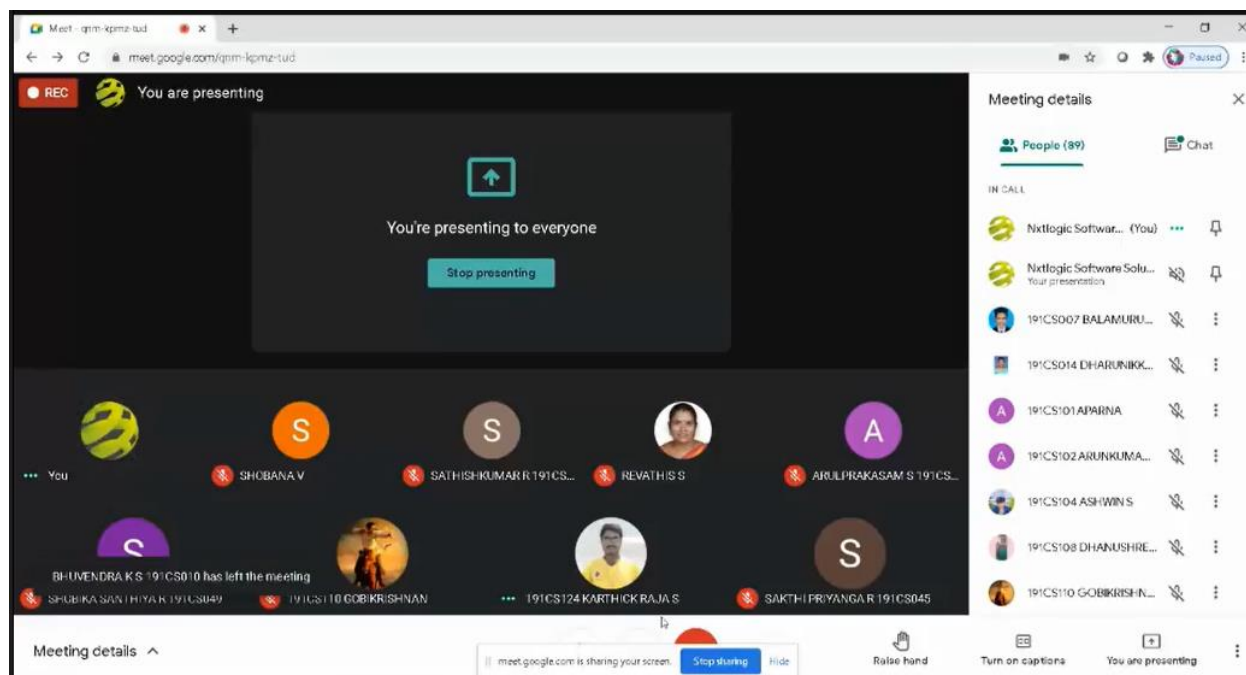 Meet - qnm-kpmz-tud
meet.google.com/qnm-kpmz-tud
Paused
REC
You are presenting
You're presenting to everyone
Stop presenting
You
SHOBANA V
SATHISHKUMAR R 191CS...
REVATHI S S
ARULPRAKASAM S 191CS...
BHUVENDRA K S 191CS010 has left the meeting
SHOBIKA SANTHIYA R 191CS049
191CS110 GOBIKRISHNAN
191CS124 KARTHICK RAJA S
SAKTHI PRIYANGA R 191CS045
Meeting details
People (89)
Chat
IN CALL
Nxtlogic Softwar... (You)
Nxtlogic Software Solu...
Your presentation
191CS007 BALAMURU...
191CS014 DHARUNIKK...
191CS101 APARNA
191CS102 ARUNKUMA...
191CS104 ASHWIN S
191CS108 DHANUSHRE...
191CS110 GOBIKRISHN...
Meeting details
meet.google.com is sharing your screen.
Stop sharing
Hide
Raise hand
Turn on captions
You are presenting
S
S
A
S
S
A
A